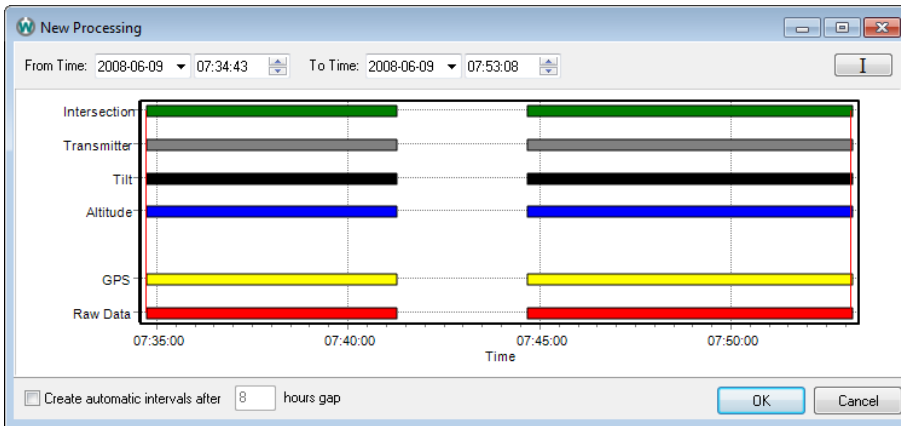 New Processing
From Time: 2008-06-09 07:34:43 To Time: 2008-06-09 07:53:08 I
Intersection
Transmitter
Tilt
Altitude
GPS
Raw Data
07:35:00 07:40:00 07:45:00 07:50:00
Time
Create automatic intervals after 8 hours gap OK Cancel